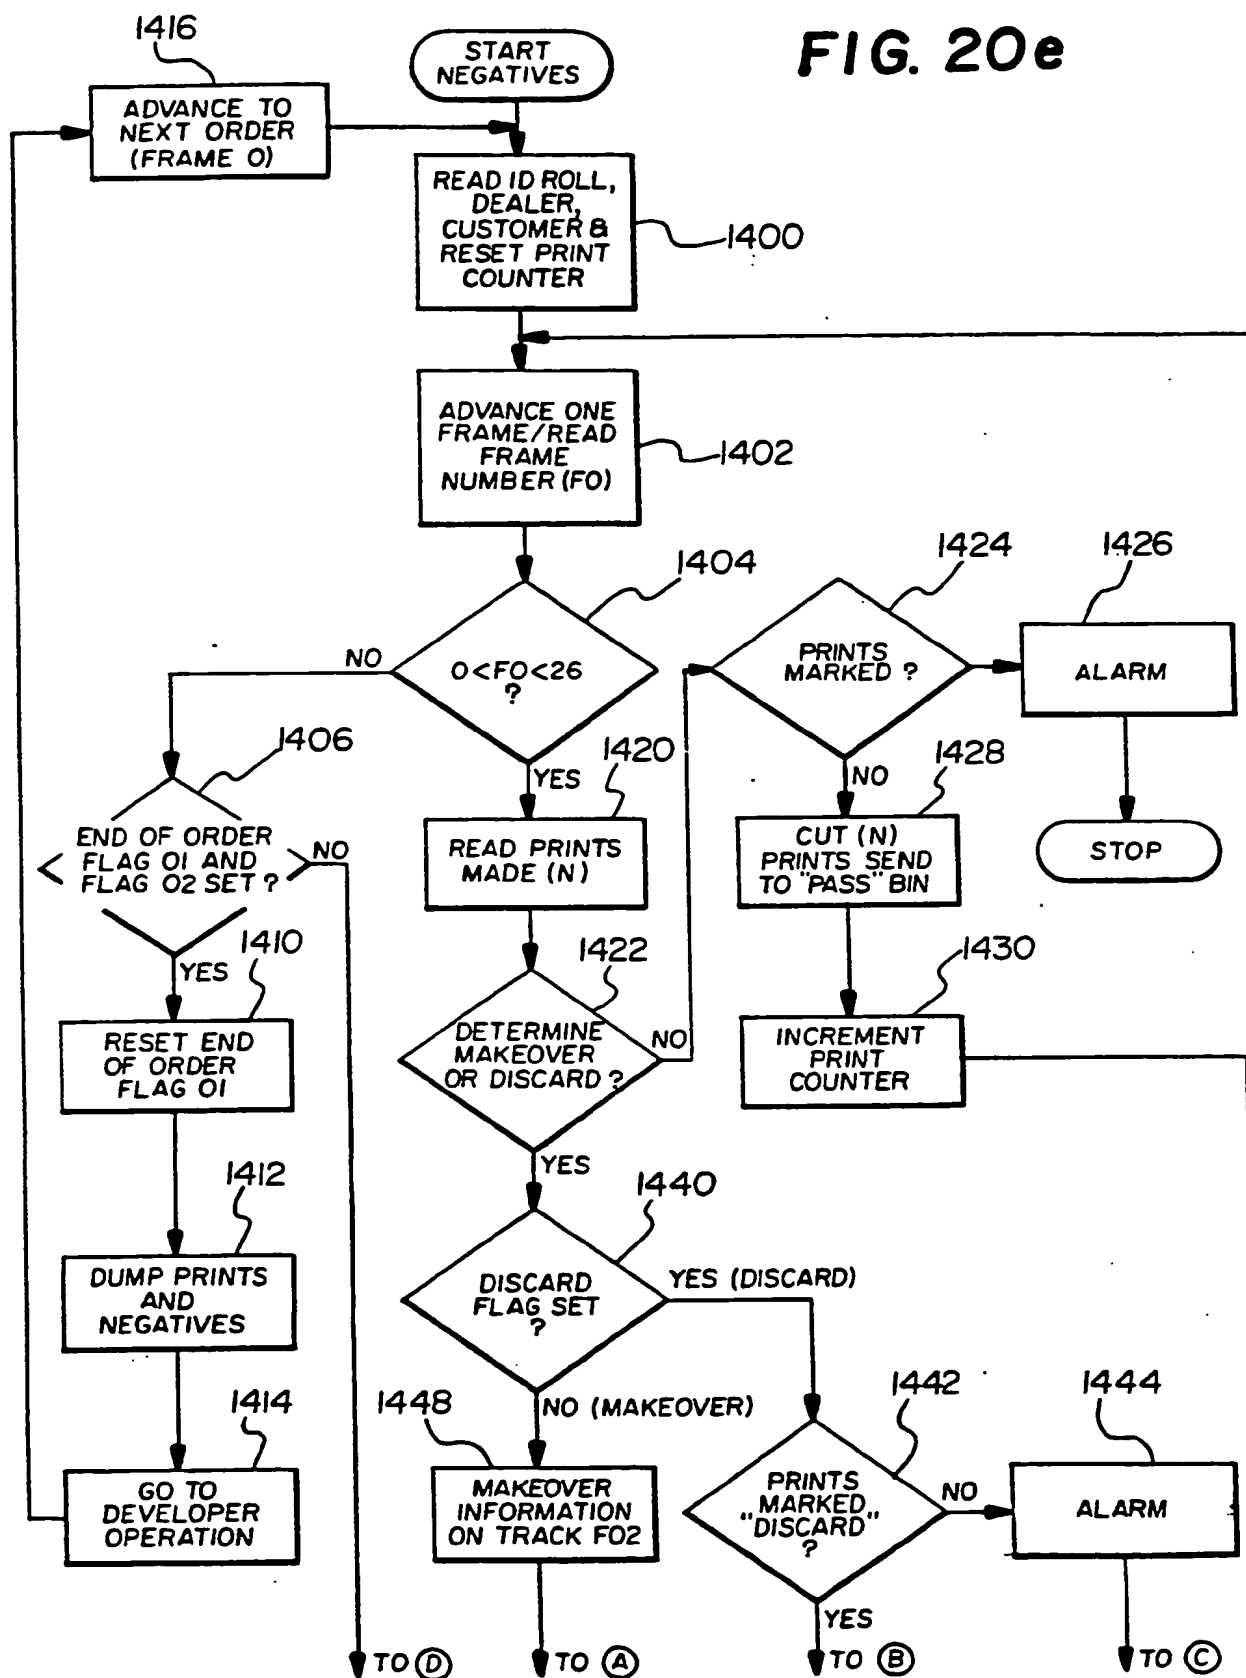 FIG. 20e
1416
START
NEGATIVES
ADVANCE TO
NEXT ORDER
(FRAME 0)
READ ID ROLL,
DEALER,
CUSTOMER &
RESET PRINT
COUNTER
1400
ADVANCE ONE
FRAME/READ
FRAME
NUMBER (FO)
1402
1404
O<FO<26
?
NO
YES
1424
PRINTS
MARKED ?
NO
1426
ALARM
STOP
1406
END OF ORDER
FLAG 01 AND
FLAG 02 SET ?
NO
YES
1420
READ PRINTS
MADE (N)
1428
CUT (N)
PRINTS SEND
TO "PASS" BIN
1410
RESET END
OF ORDER
FLAG 01
1422
DETERMINE
MAKEOVER
OR DISCARD ?
NO
YES
1430
INCREMENT
PRINT
COUNTER
1412
DUMP PRINTS
AND
NEGATIVES
1440
DISCARD
FLAG SET
?
YES (DISCARD)
NO (MAKEOVER)
1414
GO TO
DEVELOPER
OPERATION
1448
MAKEOVER
INFORMATION
ON TRACK FO2
1442
PRINTS
MARKED
"DISCARD"
?
NO
YES
1444
ALARM
TO D
TO A
TO B
TO C